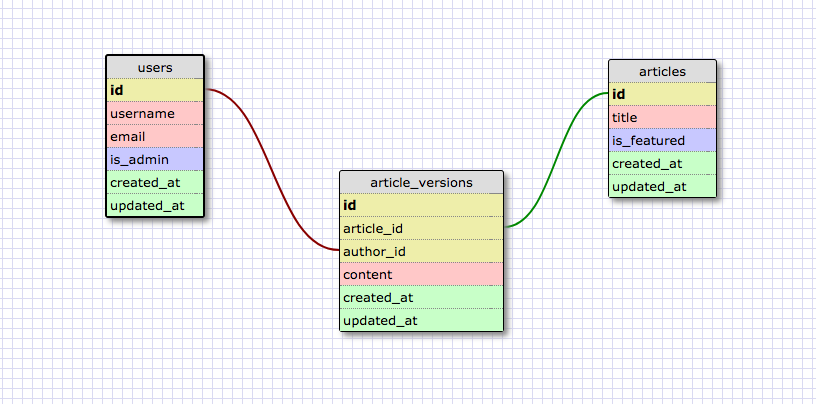 users
id
username
email
is_admin
created_at
updated_at
article_versions
id
article_id
author_id
content
created_at
updated_at
articles
id
title
is_featured
created_at
updated_at